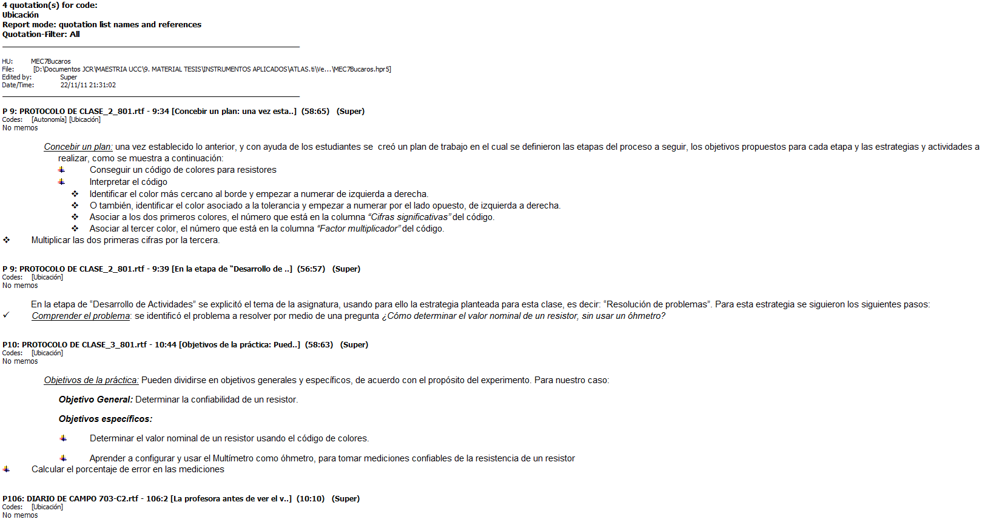 4 quotation(s) for code:
Ubicación
Report mode: quotation list names and references
Quotation-Filter: All
HU: MEC7Bucaros
File: [D:\Documentos JCR\MAESTRIA UCC\9. MATERIAL TESIS\INSTRUMENTOS APLICADOS\ATLAS.ti\Ve...\MEC7Bucaros.hpr5]
Edited by: Super
Date/Time: 22/11/11 21:31:02
P 9: PROTOCOLO DE CLASE_2_801.rtf - 9:34 [Concebir un plan: una vez esta..] (58:65) (Super)
Codes: [Autonomía] [Ubicación]
No memos
Concebir un plan: una vez establecido lo anterior, y con ayuda de los estudiantes se creó un plan de trabajo en el cual se definieron las etapas del proceso a seguir, los objetivos propuestos para cada etapa y las estrategias y actividades a
realizar, como se muestra a continuación:
Conseguir un código de colores para resistores
Interpretar el código
❖ Identificar el color más cercano al borde y empezar a numerar de izquierda a derecha.
❖ O también, identificar el color asociado a la tolerancia y empezar a numerar por el lado opuesto, de izquierda a derecha.
❖ Asociar a los dos primeros colores, el número que está en la columna “Cifras significativas” del código.
❖ Asociar al tercer color, el número que está en la columna “Factor multiplicador” del código.
❖ Multiplicar las dos primeras cifras por la tercera.
P 9: PROTOCOLO DE CLASE_2_801.rtf - 9:39 [En la etapa de “Desarrollo de ..] (56:57) (Super)
Codes: [Ubicación]
No memos
En la etapa de “Desarrollo de Actividades” se explicitó el tema de la asignatura, usando para ello la estrategia planteada para esta clase, es decir: “Resolución de problemas”. Para esta estrategia se siguieron los siguientes pasos:
✓ Comprender el problema: se identificó el problema a resolver por medio de una pregunta ¿Cómo determinar el valor nominal de un resistor, sin usar un óhmetro?
P10: PROTOCOLO DE CLASE_3_801.rtf - 10:44 [Objetivos de la práctica: Pued..] (58:63) (Super)
Codes: [Ubicación]
No memos
Objetivos de la práctica: Pueden dividirse en objetivos generales y específicos, de acuerdo con el propósito del experimento. Para nuestro caso:
Objetivo General: Determinar la confiabilidad de un resistor.
Objetivos específicos:
Determinar el valor nominal de un resistor usando el código de colores.
Aprender a configurar y usar el Multímetro como óhmetro, para tomar mediciones confiables de la resistencia de un resistor
Calcular el porcentaje de error en las mediciones
P106: DIARIO DE CAMPO 703-C2.rtf - 106:2 [La profesora antes de ver el v..] (10:10) (Super)
Codes: [Ubicación]
No memos